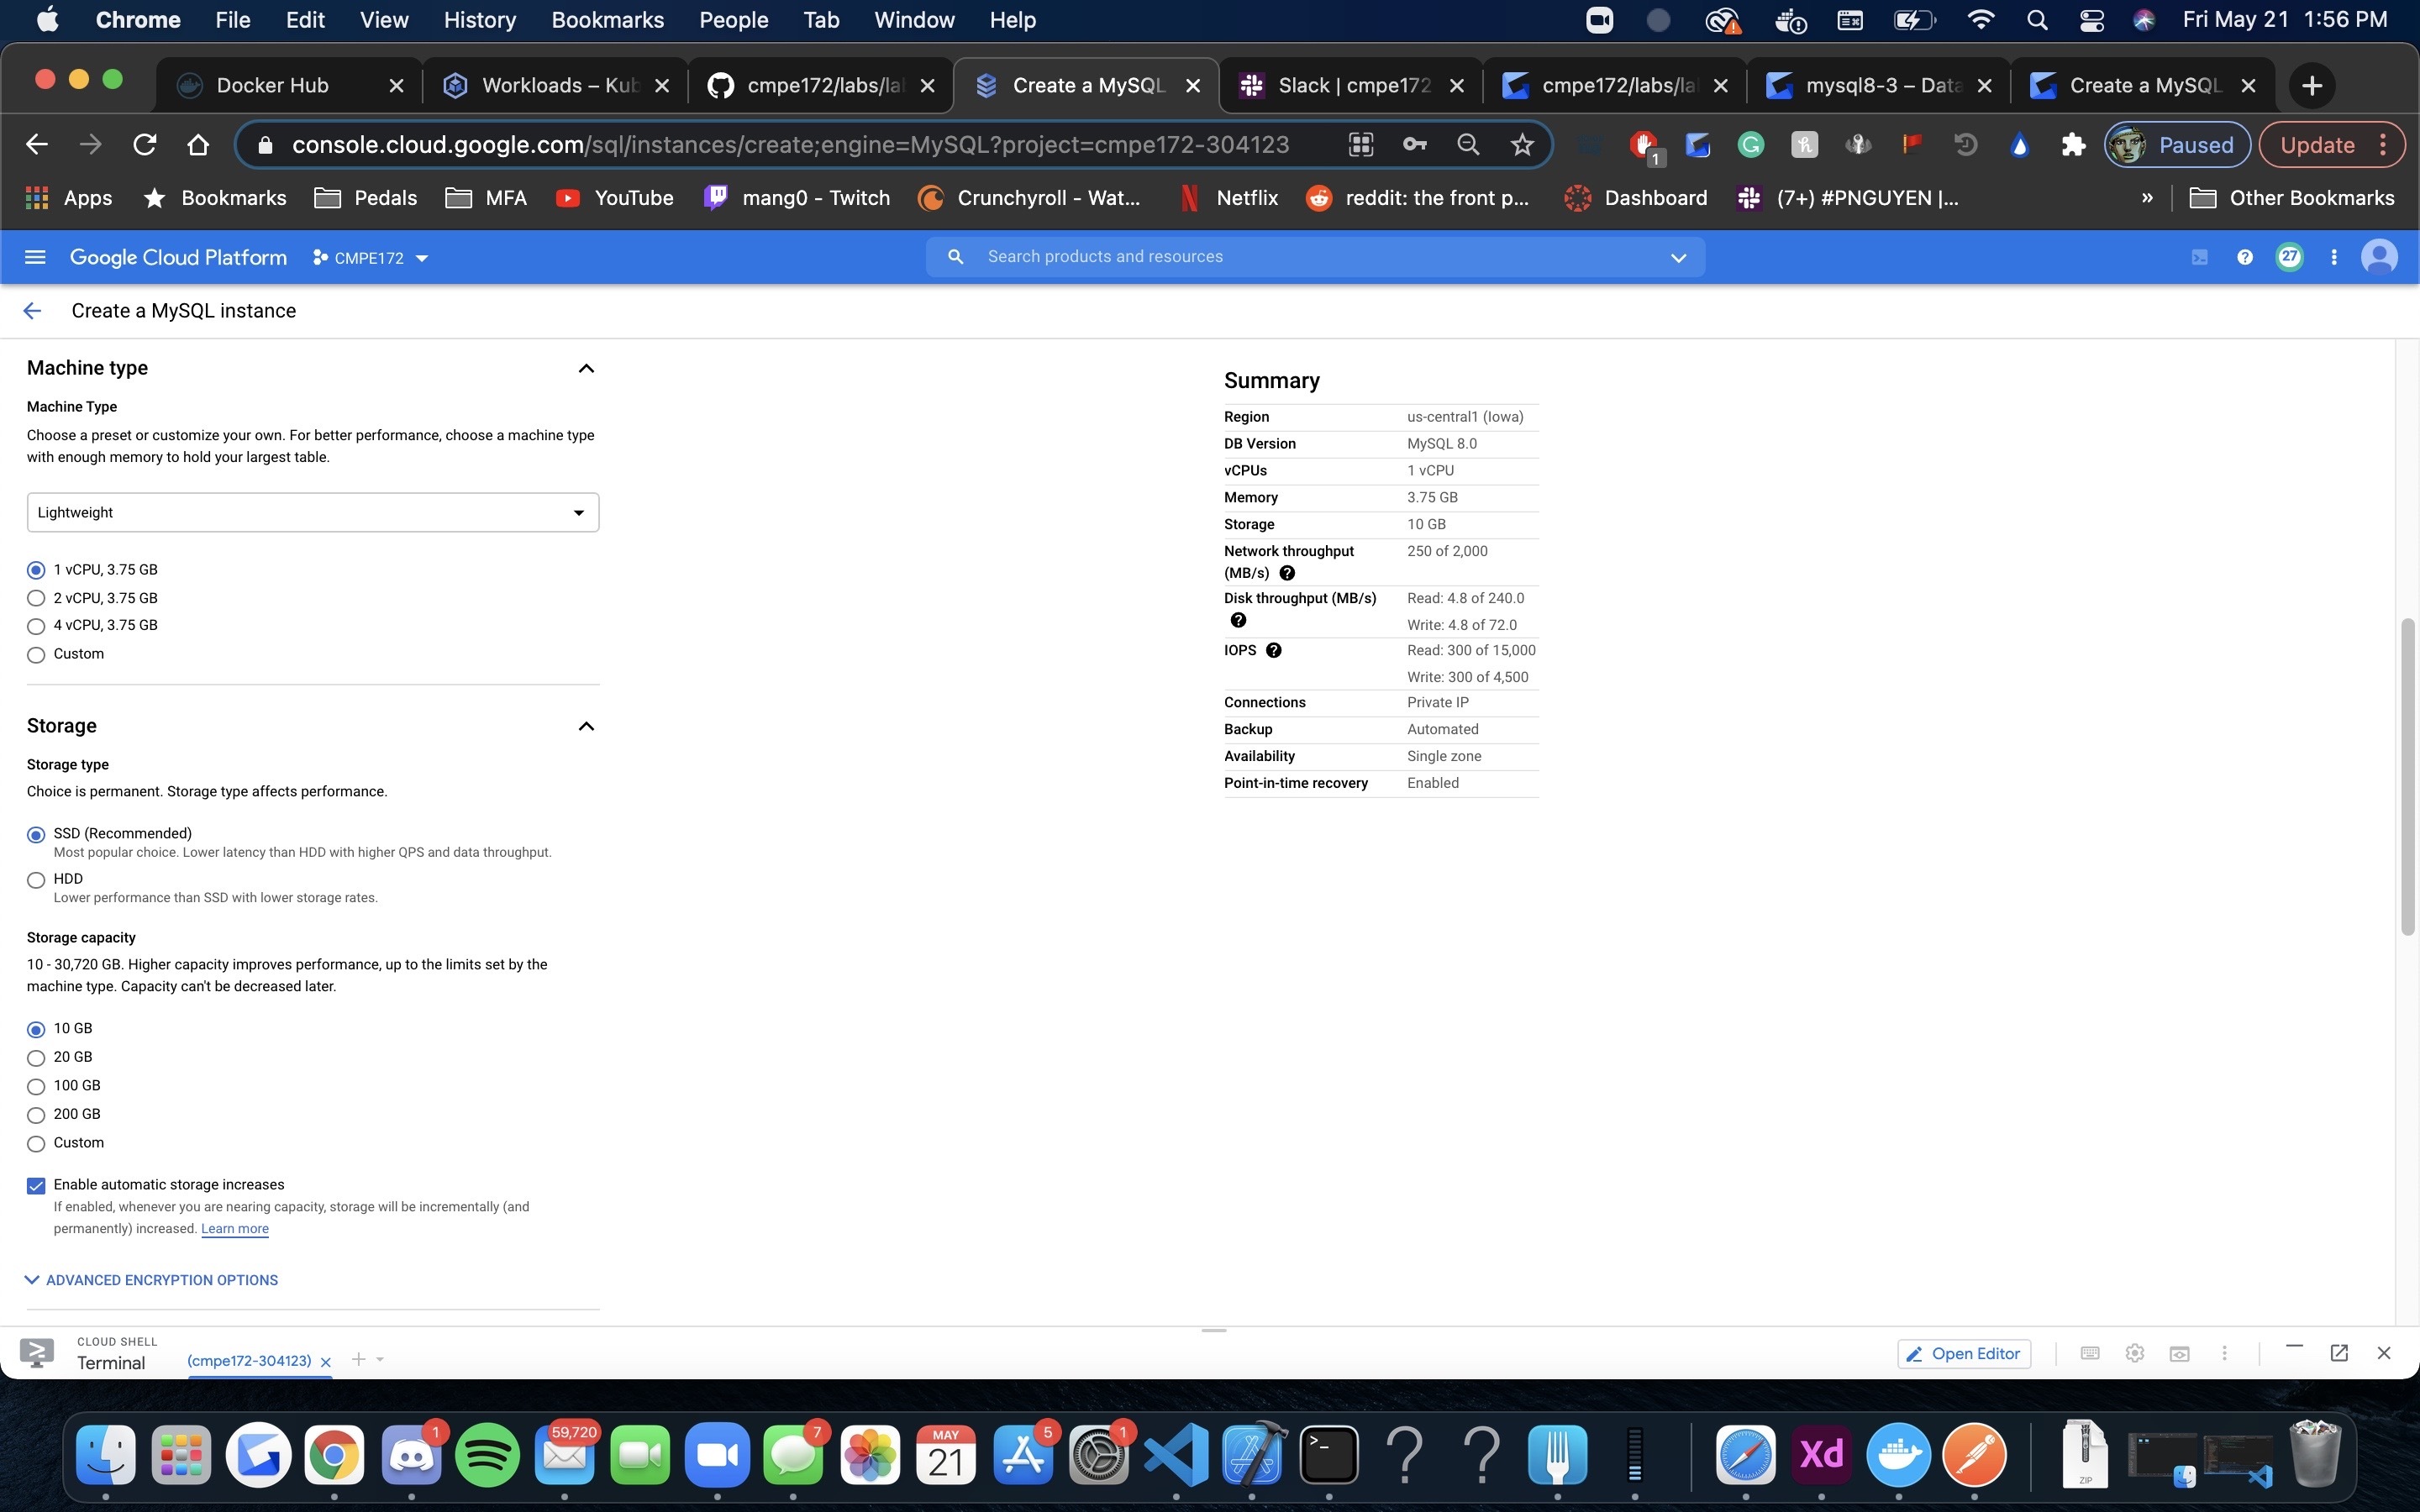 Chrome File Edit View History Bookmarks People Tab Window Help Fri May 21 1:56 PM
Docker Hub Workloads – Kub cmpe172/labs/la Create a MySQL Slack | cmpe172 cmpe172/labs/la mysql8-3 – Data Create a MySQL
console.cloud.google.com/sql/instances/create;engine=MySQL?project=cmpe172-304123 1 Paused Update
Apps Bookmarks Pedals MFA YouTube mang0 - Twitch Crunchyroll - Wat... Netflix reddit: the front p... Dashboard (7+) #PNGUYEN |... » Other Bookmarks
Google Cloud Platform CMPE172 Search products and resources 27
Create a MySQL instance
Machine type
Machine Type
Choose a preset or customize your own. For better performance, choose a machine type
with enough memory to hold your largest table.
Lightweight
1 vCPU, 3.75 GB
2 vCPU, 3.75 GB
4 vCPU, 3.75 GB
Custom
Storage
Storage type
Choice is permanent. Storage type affects performance.
SSD (Recommended)
Most popular choice. Lower latency than HDD with higher QPS and data throughput.
HDD
Lower performance than SSD with lower storage rates.
Storage capacity
10 - 30,720 GB. Higher capacity improves performance, up to the limits set by the
machine type. Capacity can't be decreased later.
10 GB
20 GB
100 GB
200 GB
Custom
Enable automatic storage increases
If enabled, whenever you are nearing capacity, storage will be incrementally (and
permanently) increased. Learn more
ADVANCED ENCRYPTION OPTIONS
Summary
Region us-central1 (Iowa)
DB Version MySQL 8.0
vCPUs 1 vCPU
Memory 3.75 GB
Storage 10 GB
Network throughput 250 of 2,000
(MB/s)
Disk throughput (MB/s) Read: 4.8 of 240.0
Write: 4.8 of 72.0
IOPS Read: 300 of 15,000
Write: 300 of 4,500
Connections Private IP
Backup Automated
Availability Single zone
Point-in-time recovery Enabled
CLOUD SHELL
Terminal (cmpe172-304123) Open Editor
1 59,720 7 MAY 21 5 1 Xd ZIP